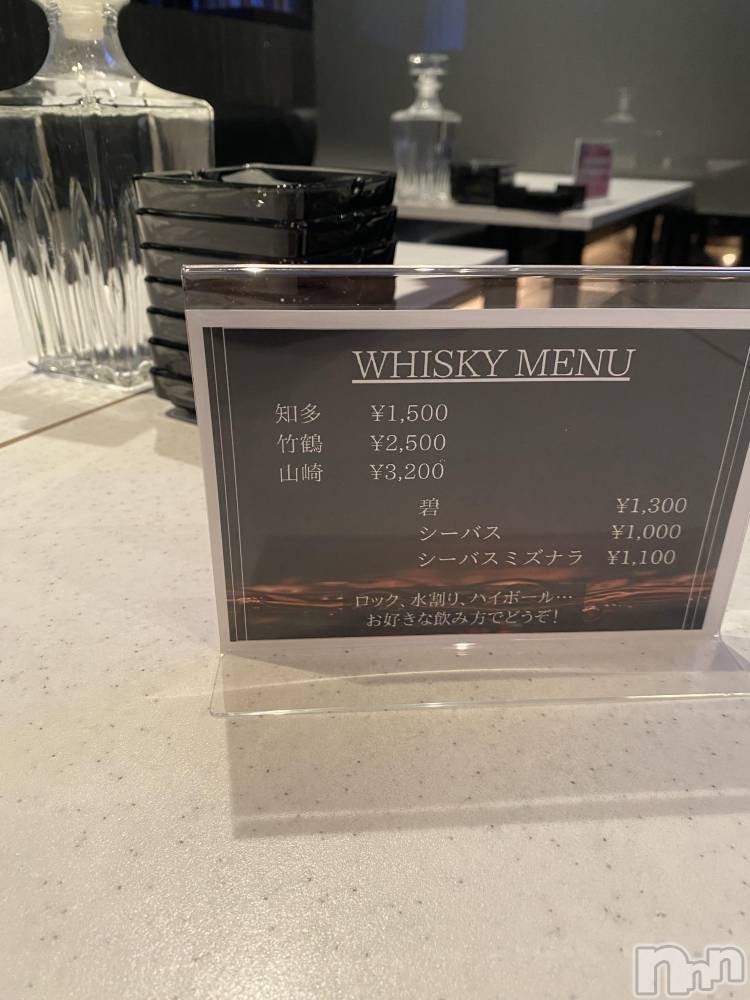 WHISKY MENU
知多 ¥1,500
竹鶴 ¥2,500
山崎 ¥3,200
碧 ¥1,300
シーバス ¥1,000
シーバスミズナラ ¥1,100
ロック、水割り、ハイボール…
お好きな飲み方でどうぞ!
nnn